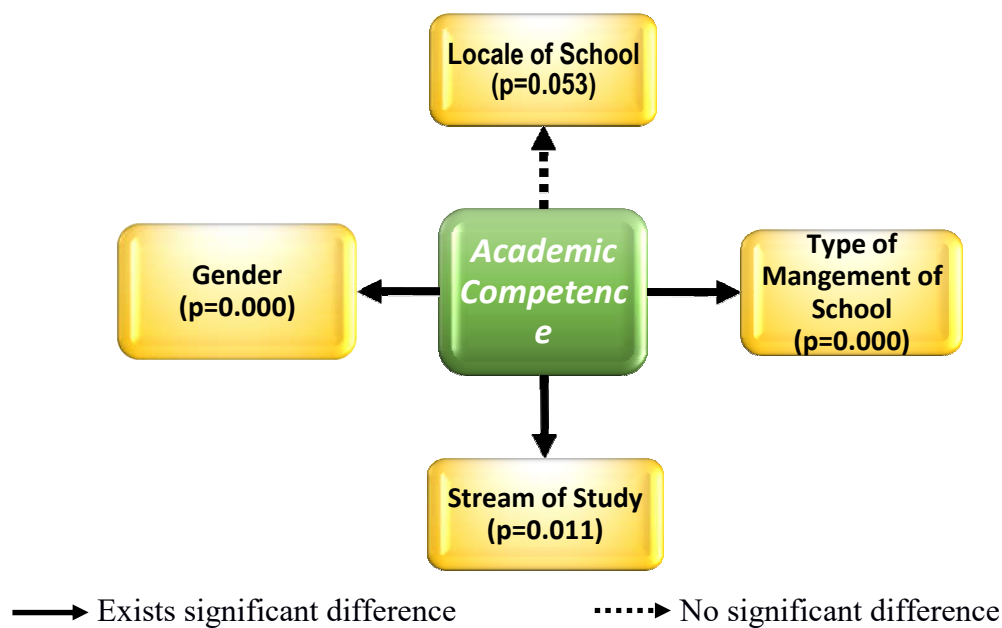 Locale of School
(p=0.053)
Gender
(p=0.000)
Academic
Competenc
e
Type of
Mangement of
School
(p=0.000)
Stream of Study
(p=0.011)
Exists significant difference
No significant difference